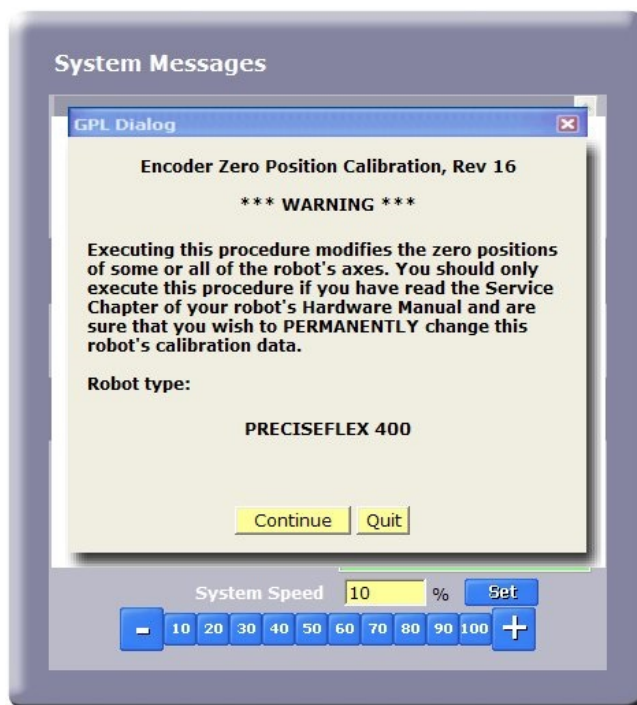 System Messages
GPL Dialog
Encoder Zero Position Calibration, Rev 16
*** WARNING ***
Executing this procedure modifies the zero positions
of some or all of the robot's axes. You should only
execute this procedure if you have read the Service
Chapter of your robot's Hardware Manual and are
sure that you wish to PERMANENTLY change this
robot's calibration data.
Robot type:
PRECISEFLEX 400
Continue Quit
System Speed 10 % Set
- 10 20 30 40 50 60 70 80 90 100 +